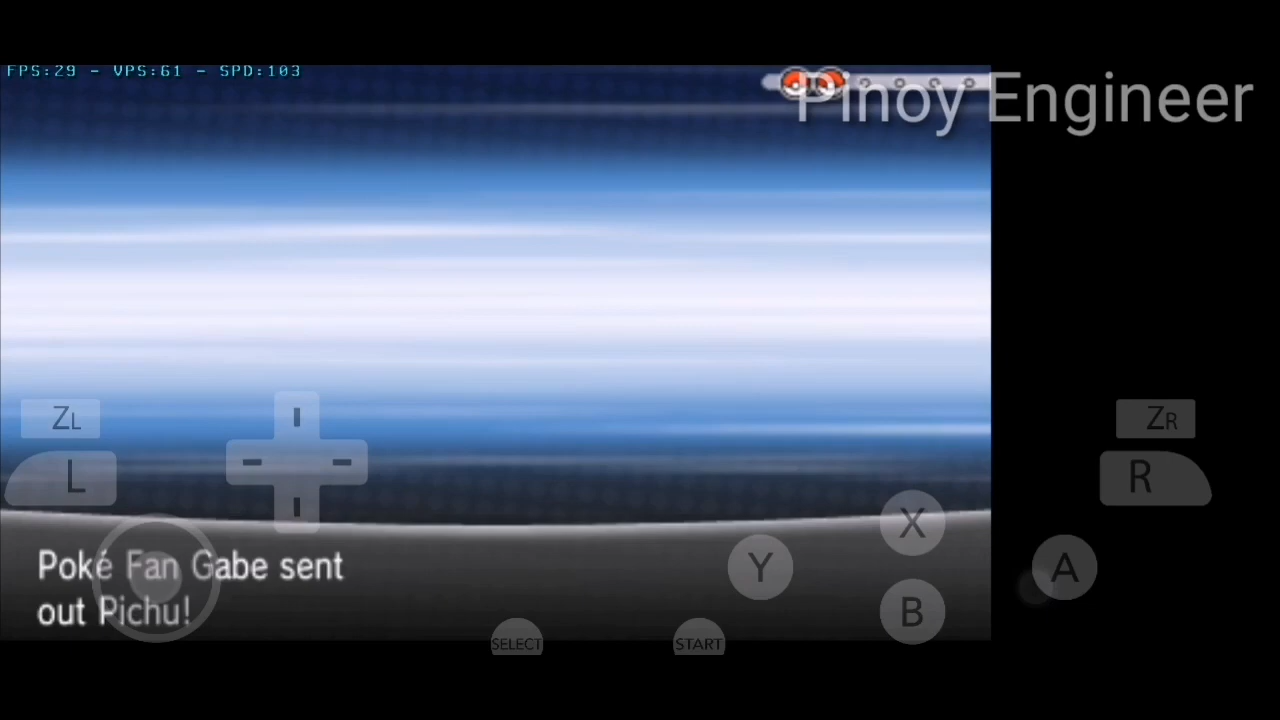 FPS:29 - VPS:61 - SPD:103
Pinoy Engineer
ZL
ZR
L
R
X
Y
A
B
Poké Fan Gabe sent
out Pichu!
SELECT
START